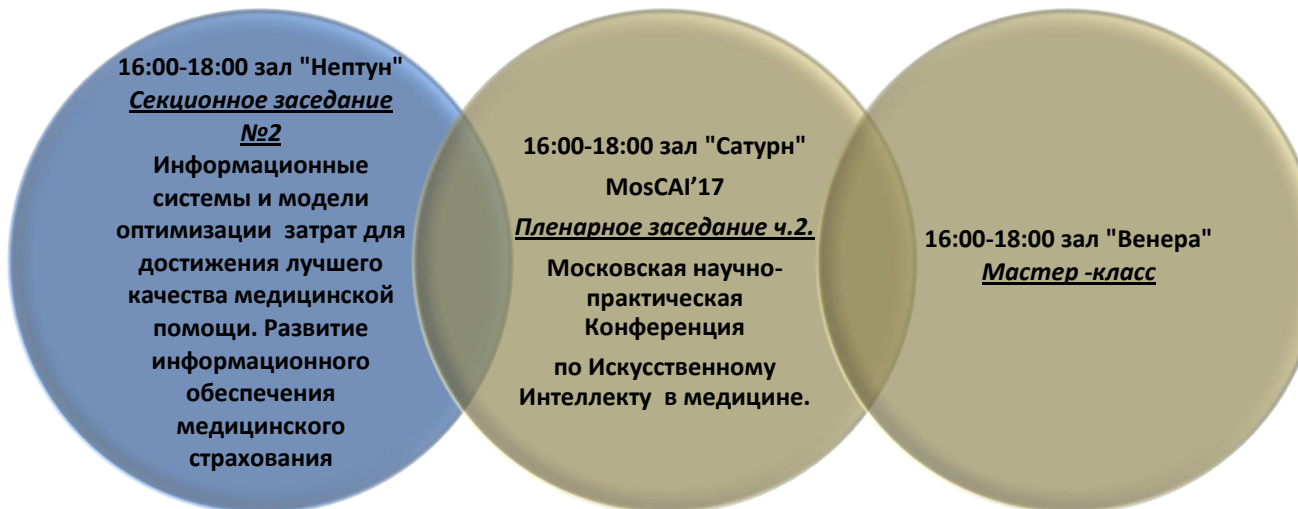 16:00-18:00 зал "Нептун"
Секционное заседание
№2
Информационные
системы и модели
оптимизации  затрат для
достижения лучшего
качества медицинской
помощи. Развитие
информационного
обеспечения
медицинского
страхования
16:00-18:00 зал "Сатурн"
MosCAI’17
Пленарное заседание ч.2.
Московская научно-
практическая
Конференция
по Искусственному
Интеллекту  в медицине.
16:00-18:00 зал "Венера"
Мастер -класс